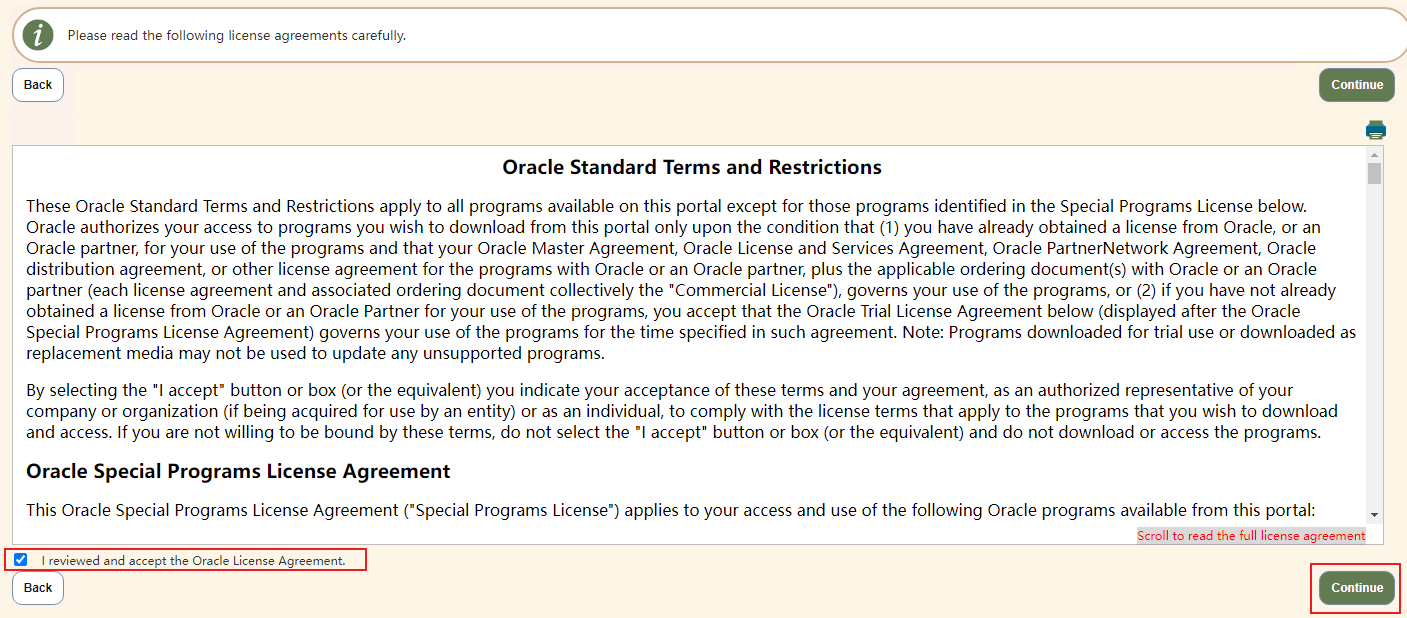 i
Please read the following license agreements carefully.
Back
Continue
Oracle Standard Terms and Restrictions
These Oracle Standard Terms and Restrictions apply to all programs available on this portal except for those programs identified in the Special Programs License below.
Oracle authorizes your access to programs you wish to download from this portal only upon the condition that (1) you have already obtained a license from Oracle, or an
Oracle partner, for your use of the programs and that your Oracle Master Agreement, Oracle License and Services Agreement, Oracle PartnerNetwork Agreement, Oracle
distribution agreement, or other license agreement for the programs with Oracle or an Oracle partner, plus the applicable ordering document(s) with Oracle or an Oracle
partner (each license agreement and associated ordering document collectively the "Commercial License"), governs your use of the programs, or (2) if you have not already
obtained a license from Oracle or an Oracle Partner for your use of the programs, you accept that the Oracle Trial License Agreement below (displayed after the Oracle
Special Programs License Agreement) governs your use of the programs for the time specified in such agreement. Note: Programs downloaded for trial use or downloaded as
replacement media may not be used to update any unsupported programs.
By selecting the "I accept" button or box (or the equivalent) you indicate your acceptance of these terms and your agreement, as an authorized representative of your
company or organization (if being acquired for use by an entity) or as an individual, to comply with the license terms that apply to the programs that you wish to download
and access. If you are not willing to be bound by these terms, do not select the "I accept" button or box (or the equivalent) and do not download or access the programs.
Oracle Special Programs License Agreement
This Oracle Special Programs License Agreement ("Special Programs License") applies to your access and use of the following Oracle programs available from this portal:
Scroll to read the full license agreement
I reviewed and accept the Oracle License Agreement.
Back
Continue